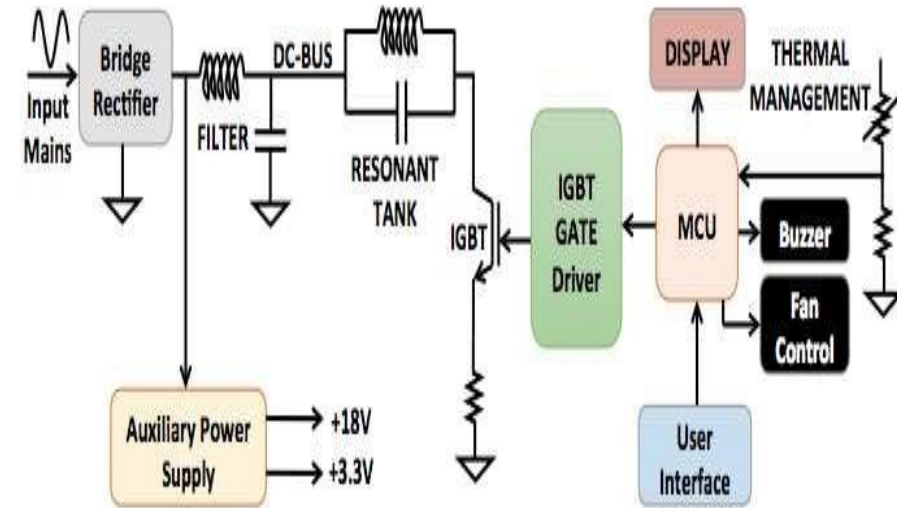 Input
Mains
Bridge
Rectifier
FILTER
DC-BUS
RESONANT
TANK
IGBT
IGBT
GATE
Driver
DISPLAY
MCU
THERMAL
MANAGEMENT
Buzzer
Fan
Control
User
Interface
Auxiliary Power
Supply
+18V
+3.3V